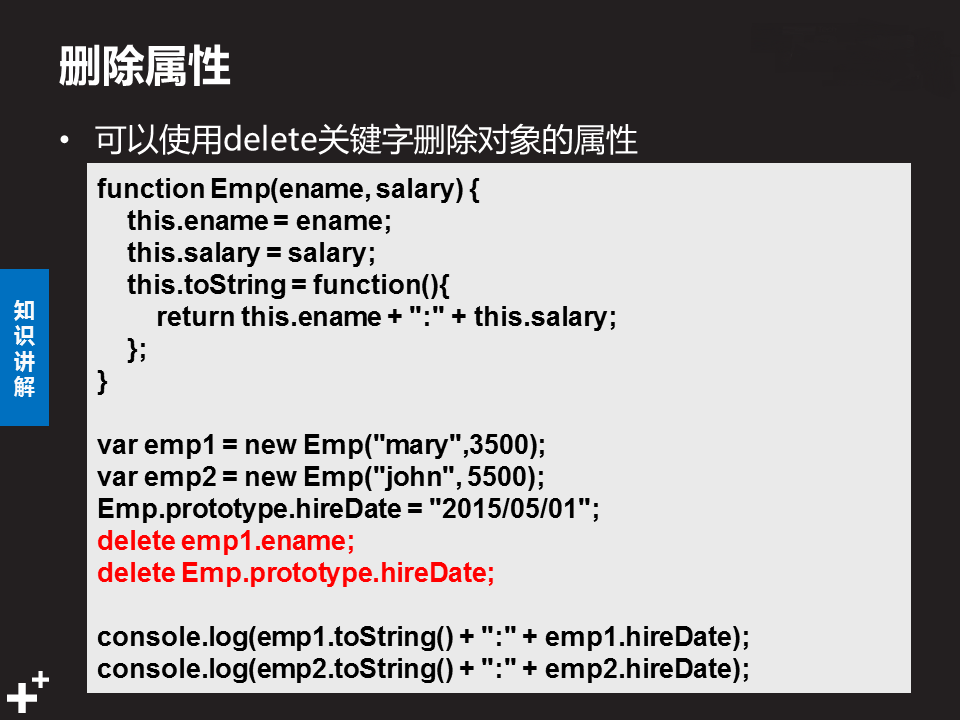 删除属性
• 可以使用delete关键字删除对象的属性
function Emp(ename, salary) {
    this.ename = ename;
    this.salary = salary;
    this.toString = function(){
        return this.ename + ":" + this.salary;
    };
}
var emp1 = new Emp("mary",3500);
var emp2 = new Emp("john", 5500);
Emp.prototype.hireDate = "2015/05/01";
delete emp1.ename;
delete Emp.prototype.hireDate;
console.log(emp1.toString() + ":" + emp1.hireDate);
console.log(emp2.toString() + ":" + emp2.hireDate);
知
识
讲
解